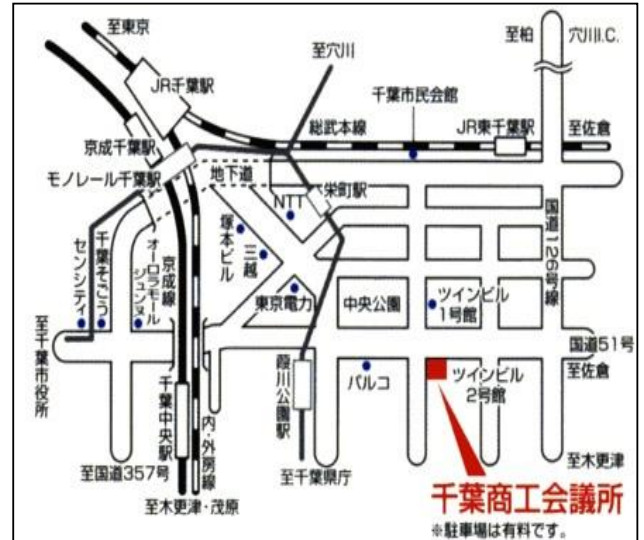 至東京
至柏
穴川I.C.
至穴川
JR千葉駅
千葉市民会館
総武本線
JR東千葉駅
至佐倉
京成千葉駅
モノレール千葉駅
地下道
栄町駅
NTT
国道126号線
塚本ビル
三越
センシティ
千葉そごう
オーロラモール
ジュンヌ
京成線
東京電力
中央公園
ツインビル
1号館
国道51号
至千葉市役所
至佐倉
葭川公園駅
パルコ
ツインビル
2号館
千葉中央駅
内・外房線
至国道357号
至千葉県庁
至木更津
至木更津・茂原
千葉商工会議所
※駐車場は有料です。